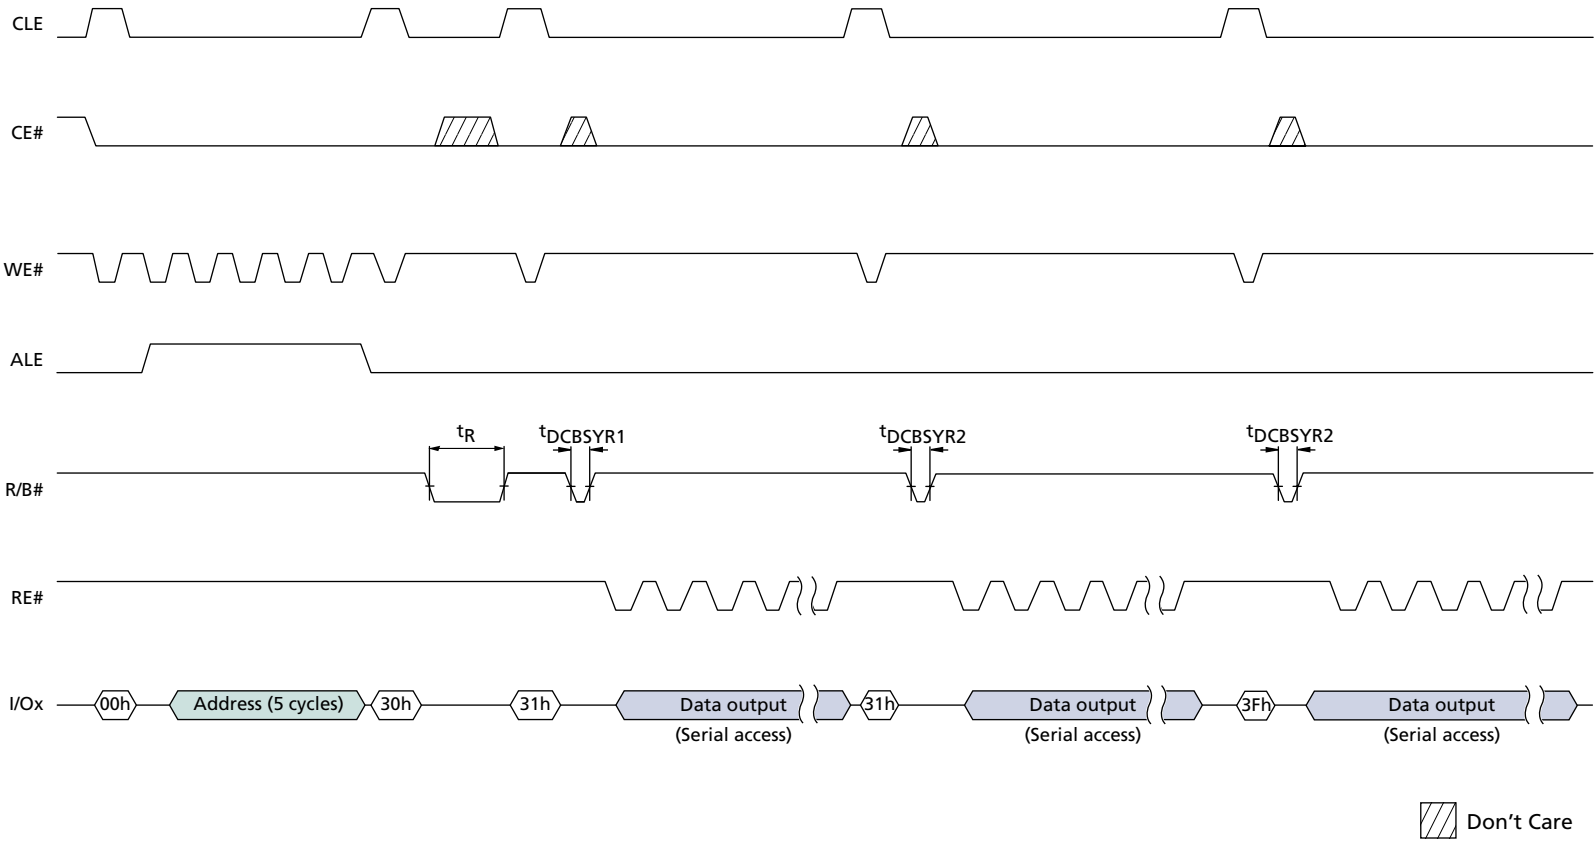 CLE
CE#
WE#
ALE
tR tDCBSYR1 tDCBSYR2 tDCBSYR2
R/B#
RE#
I/Ox 00h Address (5 cycles) 30h 31h Data output 31h Data output 3Fh Data output
(Serial access) (Serial access) (Serial access)
Don't Care